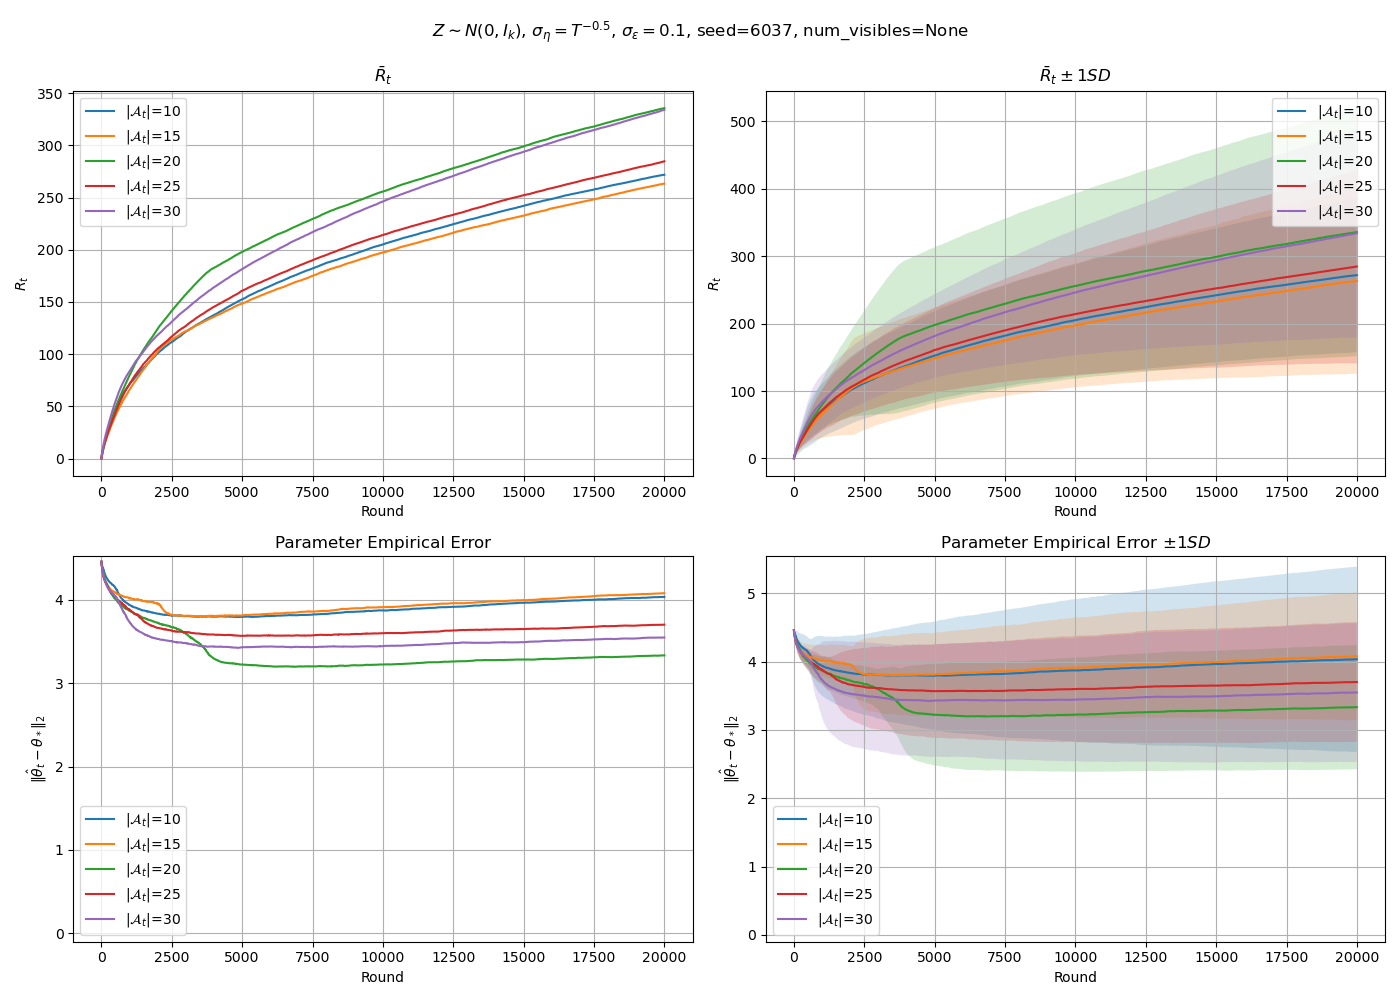 Z ∼ N(0, I_k), σ_η = T^{−0.5}, σ_ε = 0.1, seed=6037, num_visibles=None
R̄_t
R̄_t ± 1SD
350
300
250
200
150
100
50
0
R_t
|𝒜_t|=10
|𝒜_t|=15
|𝒜_t|=20
|𝒜_t|=25
|𝒜_t|=30
0 2500 5000 7500 10000 12500 15000 17500 20000
Round
500
400
300
200
100
0
R_t
|𝒜_t|=10
|𝒜_t|=15
|𝒜_t|=20
|𝒜_t|=25
|𝒜_t|=30
0 2500 5000 7500 10000 12500 15000 17500 20000
Round
Parameter Empirical Error
4
3
2
1
0
‖θ̂_t − θ_*‖_2
|𝒜_t|=10
|𝒜_t|=15
|𝒜_t|=20
|𝒜_t|=25
|𝒜_t|=30
0 2500 5000 7500 10000 12500 15000 17500 20000
Round
Parameter Empirical Error ±1SD
5
4
3
2
1
0
‖θ̂_t − θ_*‖_2
|𝒜_t|=10
|𝒜_t|=15
|𝒜_t|=20
|𝒜_t|=25
|𝒜_t|=30
0 2500 5000 7500 10000 12500 15000 17500 20000
Round